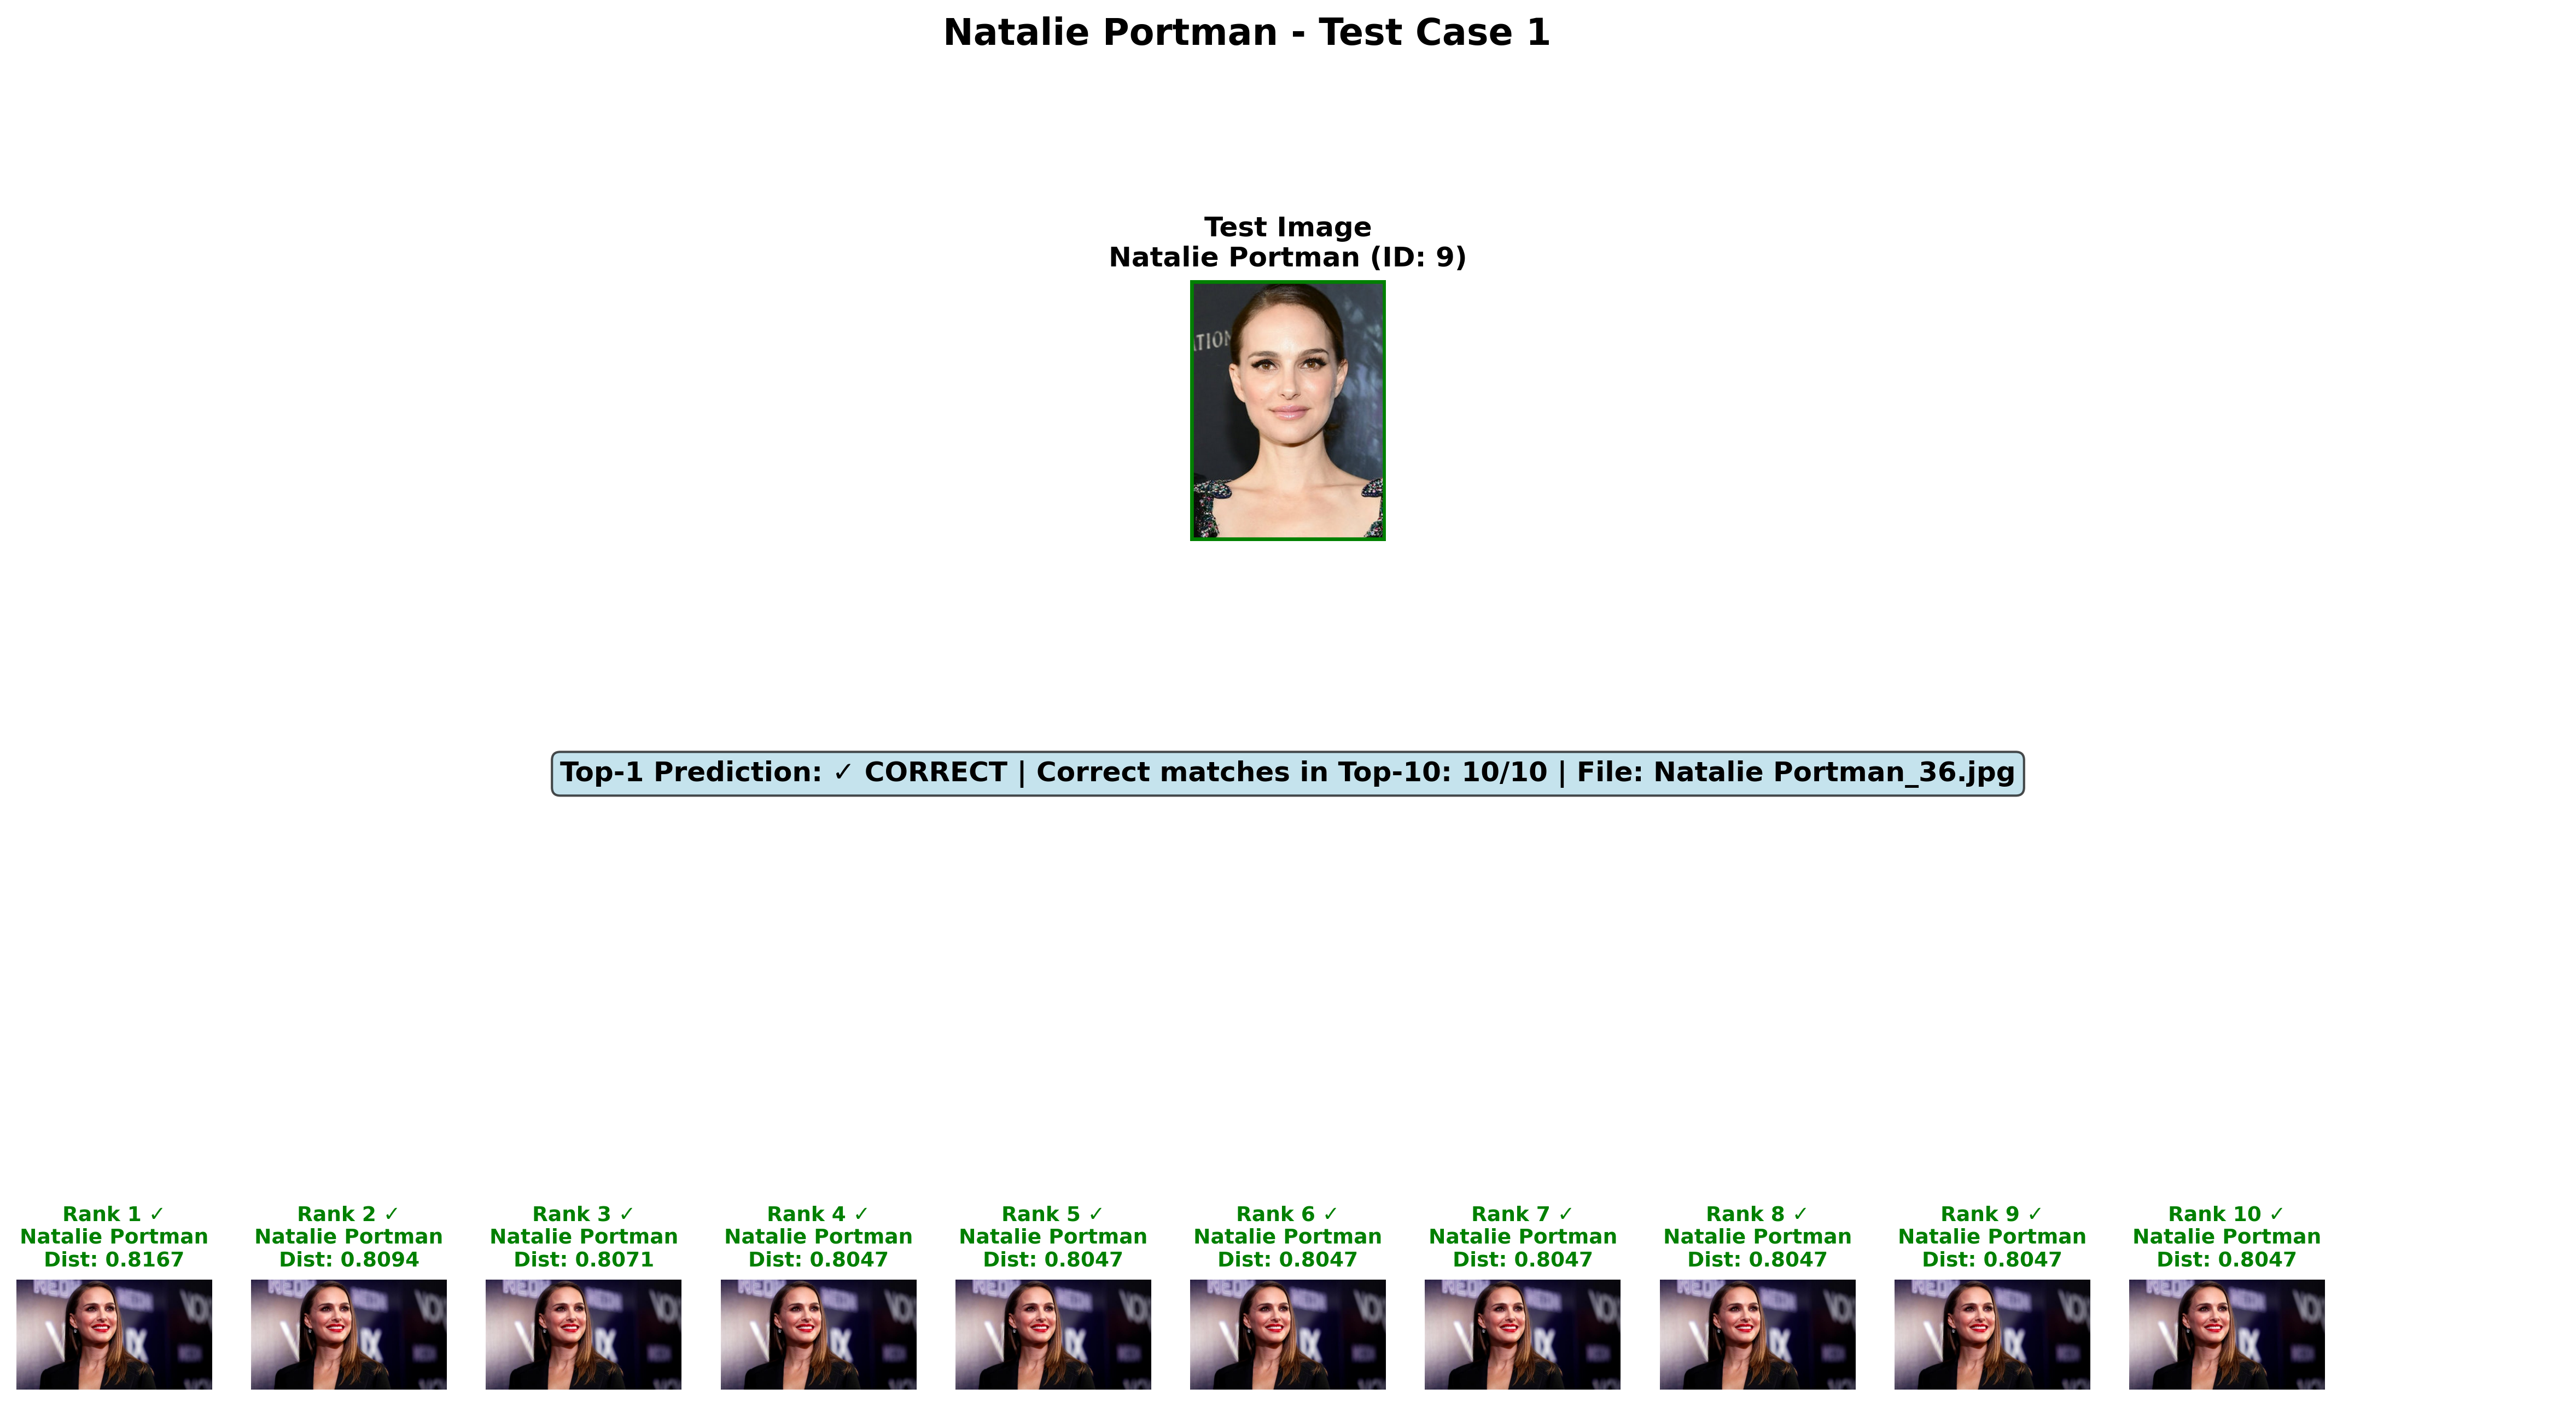 Natalie Portman - Test Case 1
Test Image
Natalie Portman (ID: 9)
ATION
Top-1 Prediction: ✓ CORRECT | Correct matches in Top-10: 10/10 | File: Natalie Portman_36.jpg
Rank 1 ✓
Natalie Portman
Dist: 0.8167
Rank 2 ✓
Natalie Portman
Dist: 0.8094
Rank 3 ✓
Natalie Portman
Dist: 0.8071
Rank 4 ✓
Natalie Portman
Dist: 0.8047
Rank 5 ✓
Natalie Portman
Dist: 0.8047
Rank 6 ✓
Natalie Portman
Dist: 0.8047
Rank 7 ✓
Natalie Portman
Dist: 0.8047
Rank 8 ✓
Natalie Portman
Dist: 0.8047
Rank 9 ✓
Natalie Portman
Dist: 0.8047
Rank 10 ✓
Natalie Portman
Dist: 0.8047